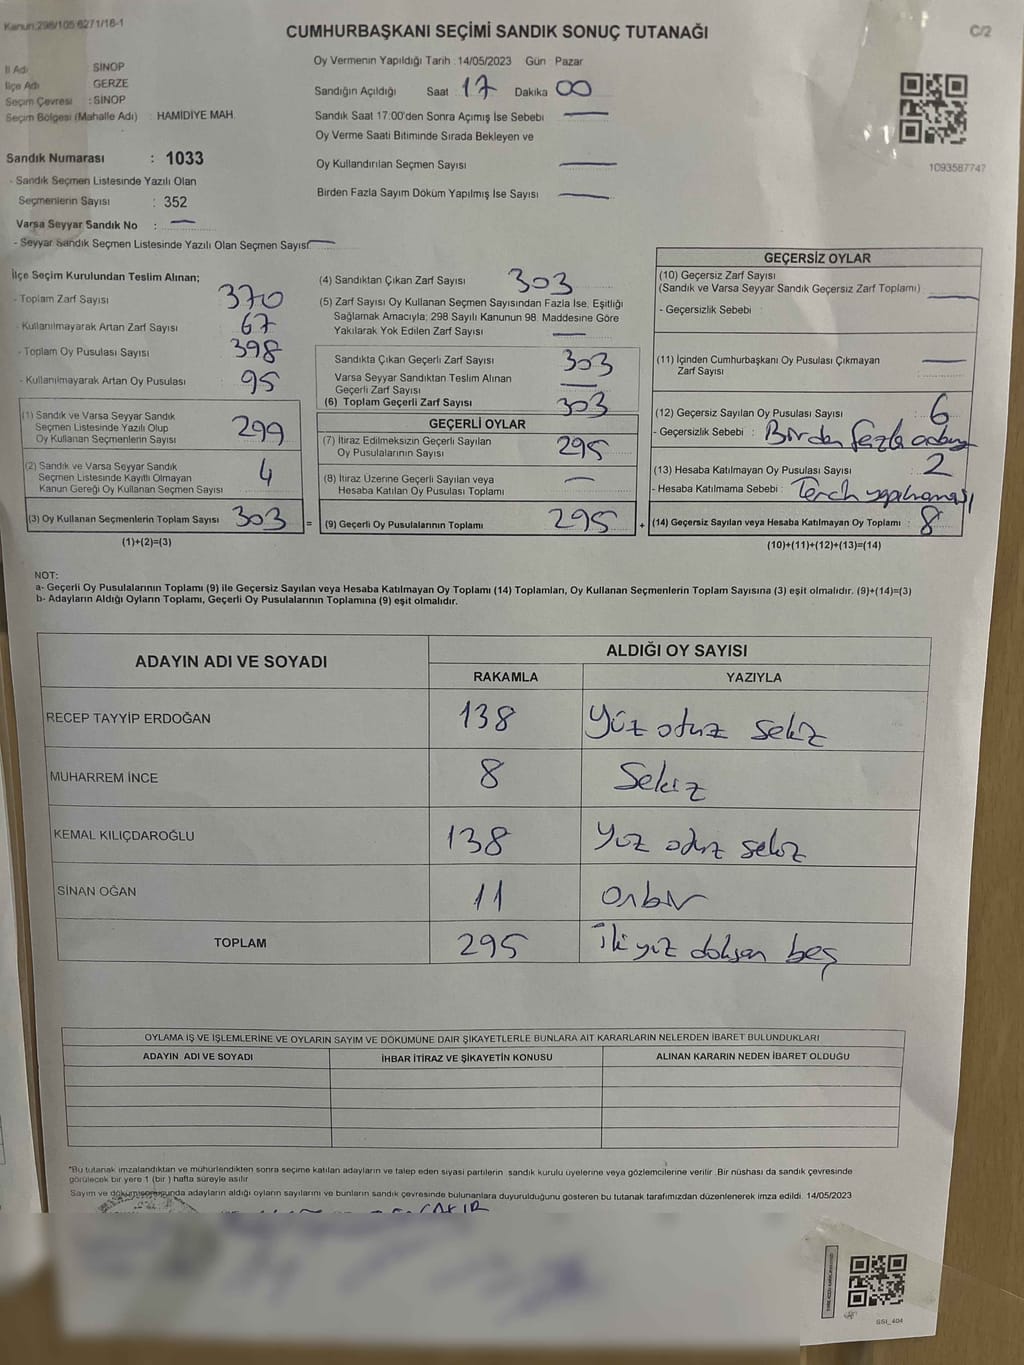 Kanun:298/105.6271/18-1
CUMHURBAŞKANI SEÇİMİ SANDIK SONUÇ TUTANAĞI
C/2
İl Adı : SİNOP
İlçe Adı : GERZE
Seçim Çevresi : SİNOP
Seçim Bölgesi (Mahalle Adı) : HAMİDİYE MAH.
Sandık Numarası : 1033
- Sandık Seçmen Listesinde Yazılı Olan
Seçmenlerin Sayısı : 352
Varsa Seyyar Sandık No :
- Seyyar Sandık Seçmen Listesinde Yazılı Olan Seçmen Sayısı:
Oy Vermenin Yapıldığı Tarih :14/05/2023 Gün Pazar
Sandığın Açıldığı Saat 17 Dakika 00
Sandık Saat 17:00'den Sonra Açımış İse Sebebi
Oy Verme Saati Bitiminde Sırada Bekleyen ve
Oy Kullandırılan Seçmen Sayısı
Birden Fazla Sayım Döküm Yapılmış İse Sayısı
1093588747
İlçe Seçim Kurulundan Teslim Alınan;
- Toplam Zarf Sayısı 370
- Kullanılmayarak Artan Zarf Sayısı 67
- Toplam Oy Pusulası Sayısı 398
- Kullanılmayarak Artan Oy Pusulası 95
(1) Sandık ve Varsa Seyyar Sandık
Seçmen Listesinde Yazılı Olup
Oy Kullanan Seçmenlerin Sayısı 299
(2) Sandık ve Varsa Seyyar Sandık
Seçmen Listesinde Kayıtlı Olmayan
Kanun Gereği Oy Kullanan Seçmen Sayısı 4
(3) Oy Kullanan Seçmenlerin Toplam Sayısı 303 =
(1)+(2)=(3)
(4) Sandıktan Çıkan Zarf Sayısı 303
(5) Zarf Sayısı Oy Kullanan Seçmen Sayısından Fazla İse, Eşitliği
Sağlamak Amacıyla; 298 Sayılı Kanunun 98. Maddesine Göre
Yakılarak Yok Edilen Zarf Sayısı
Sandıkta Çıkan Geçerli Zarf Sayısı 303
Varsa Seyyar Sandıktan Teslim Alınan
Geçerli Zarf Sayısı
(6) Toplam Geçerli Zarf Sayısı 303
GEÇERLİ OYLAR
(7) İtiraz Edilmeksizin Geçerli Sayılan
Oy Pusulalarının Sayısı 295
(8) İtiraz Üzerine Geçerli Sayılan veya
Hesaba Katılan Oy Pusulası Toplamı
(9) Geçerli Oy Pusulalarının Toplamı 295 +
GEÇERSİZ OYLAR
(10) Geçersiz Zarf Sayısı
(Sandık ve Varsa Seyyar Sandık Geçersiz Zarf Toplamı)
- Geçersizlik Sebebi :
(11) İçinden Cumhurbaşkanı Oy Pusulası Çıkmayan
Zarf Sayısı
(12) Geçersiz Sayılan Oy Pusulası Sayısı : 6
- Geçersizlik Sebebi : Birden fazla
(13) Hesaba Katılmayan Oy Pusulası Sayısı : 2
- Hesaba Katılmama Sebebi : Tercih yapılmaması
(14) Geçersiz Sayılan veya Hesaba Katılmayan Oy Toplamı : 8
(10)+(11)+(12)+(13)=(14)
NOT:
a- Geçerli Oy Pusulalarının Toplamı (9) ile Geçersiz Sayılan veya Hesaba Katılmayan Oy Toplamı (14) Toplamları, Oy Kullanan Seçmenlerin Toplam Sayısına (3) eşit olmalıdır. (9)+(14)=(3)
b- Adayların Aldığı Oyların Toplamı, Geçerli Oy Pusulalarının Toplamına (9) eşit olmalıdır.
ADAYIN ADI VE SOYADI
ALDIĞI OY SAYISI
RAKAMLA YAZIYLA
RECEP TAYYİP ERDOĞAN 138 Yüz otuz sekiz
MUHARREM İNCE 8 Sekiz
KEMAL KILIÇDAROĞLU 138 Yüz otuz sekiz
SİNAN OĞAN 11 Onbir
TOPLAM 295 İkiyüz doksan beş
OYLAMA İŞ VE İŞLEMLERİNE VE OYLARIN SAYIM VE DÖKÜMÜNE DAİR ŞİKAYETLERLE BUNLARA AİT KARARLARIN NELERDEN İBARET BULUNDUKLARI
ADAYIN ADI VE SOYADI İHBAR İTİRAZ VE ŞİKAYETİN KONUSU ALINAN KARARIN NEDEN İBARET OLDUĞU
*Bu tutanak imzalandıktan ve mühürlendikten sonra seçime katılan adayların ve talep eden siyasi partilerin sandık kurulu üyelerine veya gözlemcilerine verilir .Bir nüshası da sandık çevresinde
görülecek bir yere 1 (bir ) hafta süreyle asılır
Sayım ve dökümünde adayların aldığı oyların sayılarını ve bunların sandık çevresinde bulunanlara duyurulduğunu gösteren bu tutanak tarafımızdan düzenlenerek imza edildi. 14/05/2023
SSI_404